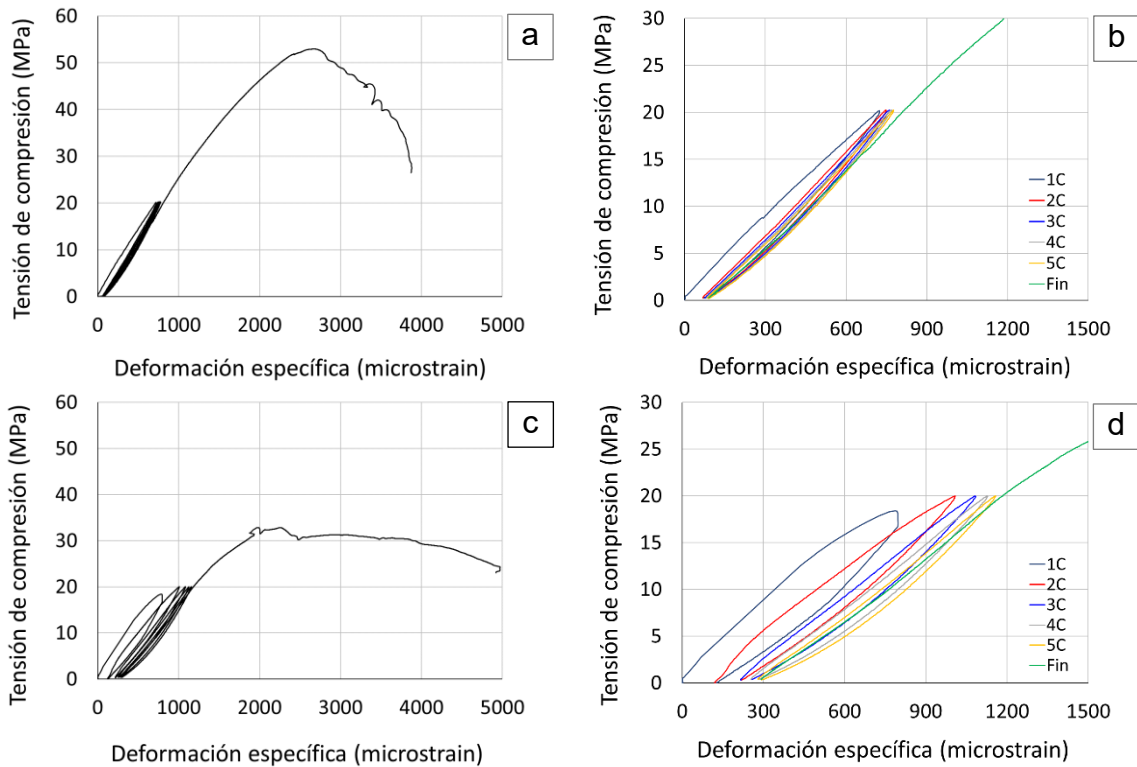 a
Tensión de compresión (MPa)
60
50
40
30
20
10
0
0 1000 2000 3000 4000 5000
Deformación específica (microstrain)
b
Tensión de compresión (MPa)
30
25
20
15
10
5
0
1C
2C
3C
4C
5C
Fin
0 300 600 900 1200 1500
Deformación específica (microstrain)
c
Tensión de compresión (MPa)
60
50
40
30
20
10
0
0 1000 2000 3000 4000 5000
Deformación específica (microstrain)
d
Tensión de compresión (MPa)
30
25
20
15
10
5
0
1C
2C
3C
4C
5C
Fin
0 300 600 900 1200 1500
Deformación específica (microstrain)